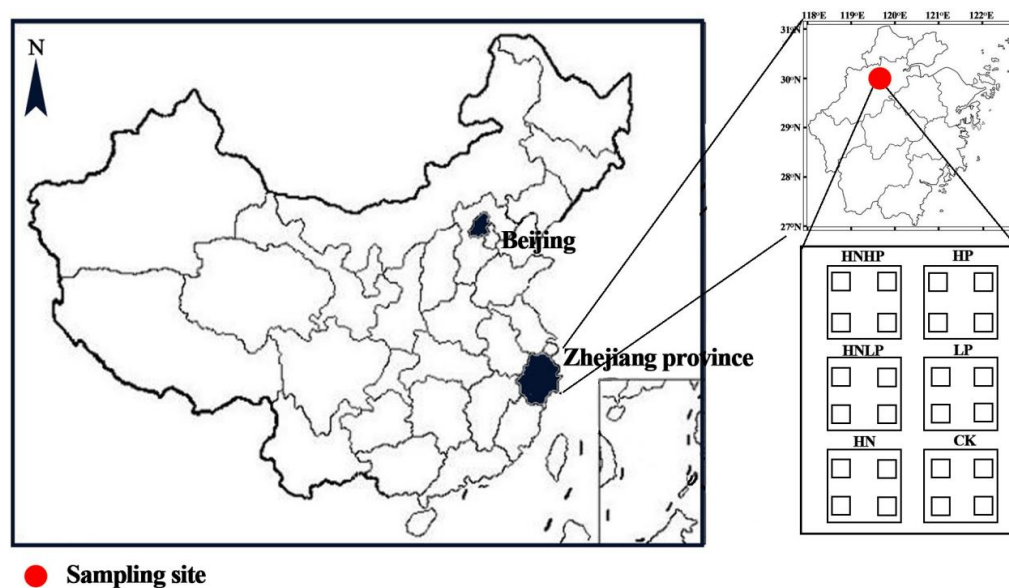 N
Beijing
Zhejiang province
118°E 119°E 120°E 121°E 122°E
31°N
30°N
29°N
28°N
27°N
HNHP HP
HNLP LP
HN CK
Sampling site